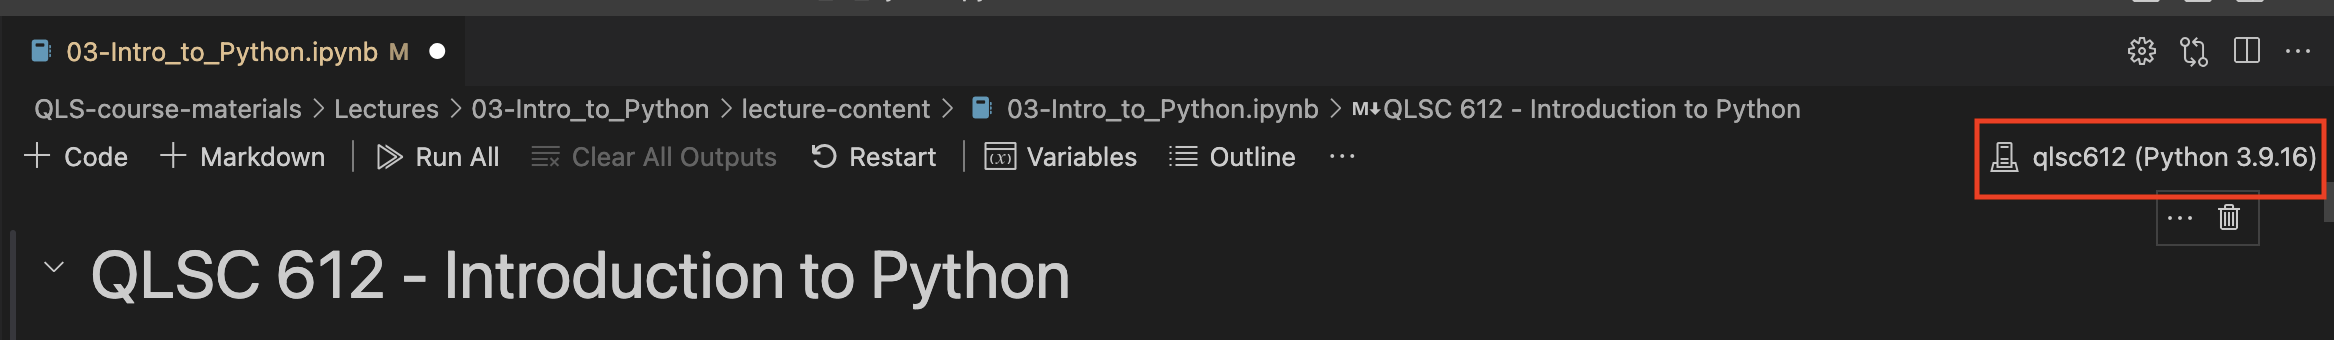 03-Intro_to_Python.ipynb M
QLS-course-materials > Lectures > 03-Intro_to_Python > lecture-content > 03-Intro_to_Python.ipynb > M↓QLSC 612 - Introduction to Python
+ Code + Markdown | Run All Clear All Outputs Restart | (x) Variables Outline ... qlsc612 (Python 3.9.16)
...
QLSC 612 - Introduction to Python